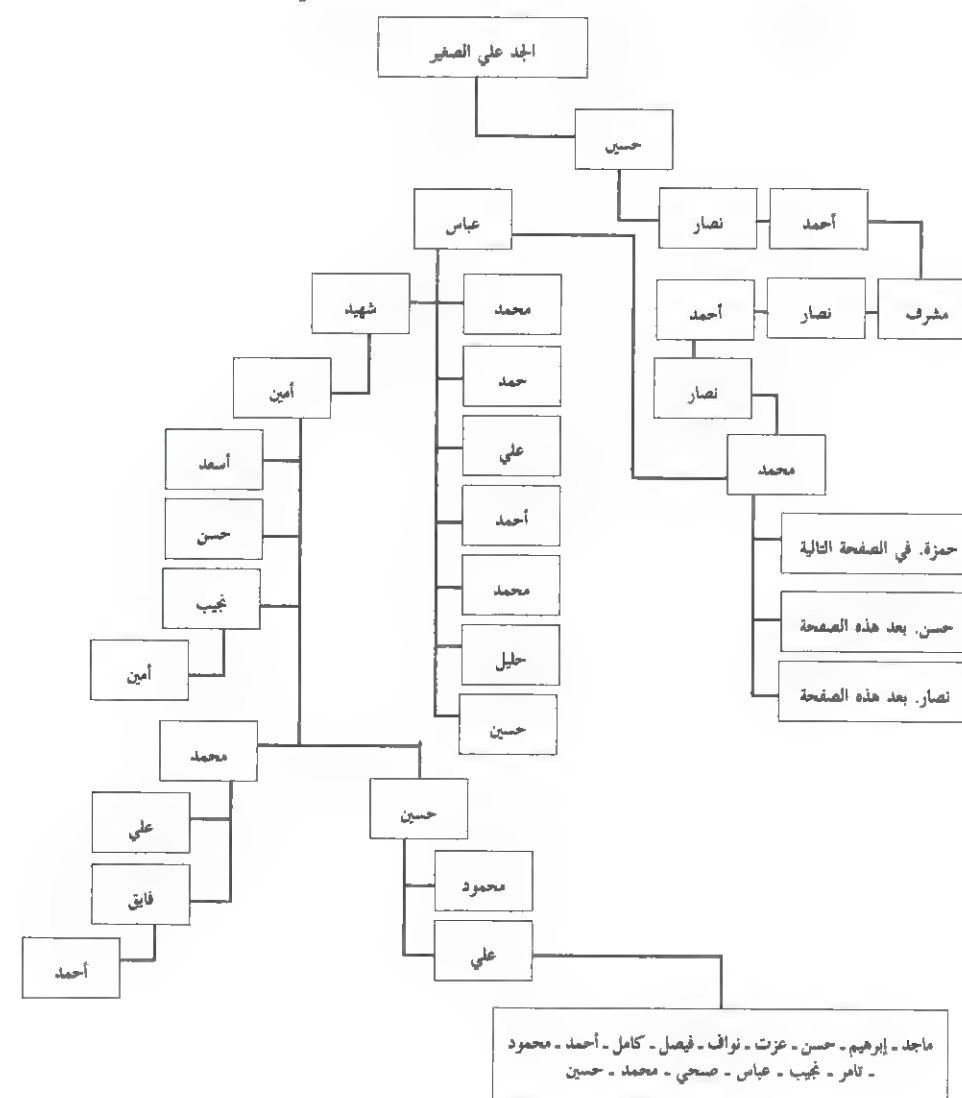 الجد علي الصغير
حسين
عباس
نصار
أحمد
شهيد
محمد
أحمد
نصار
مشرف
أمين
حمد
نصار
أسعد
علي
محمد
حسن
أحمد
حمزة. في الصفحة التالية
نجيب
محمد
حسن. بعد هذه الصفحة
أمين
خليل
نصار. بعد هذه الصفحة
حسين
محمد
علي
حسين
فايق
محمود
أحمد
علي
ماجد ـ إبرهيم ـ حسن ـ عزت ـ نواف ـ فيصل ـ كامل ـ أحمد ـ محمود
ـ تامر ـ نجيب ـ عباس ـ صبحي ـ محمد ـ حسين